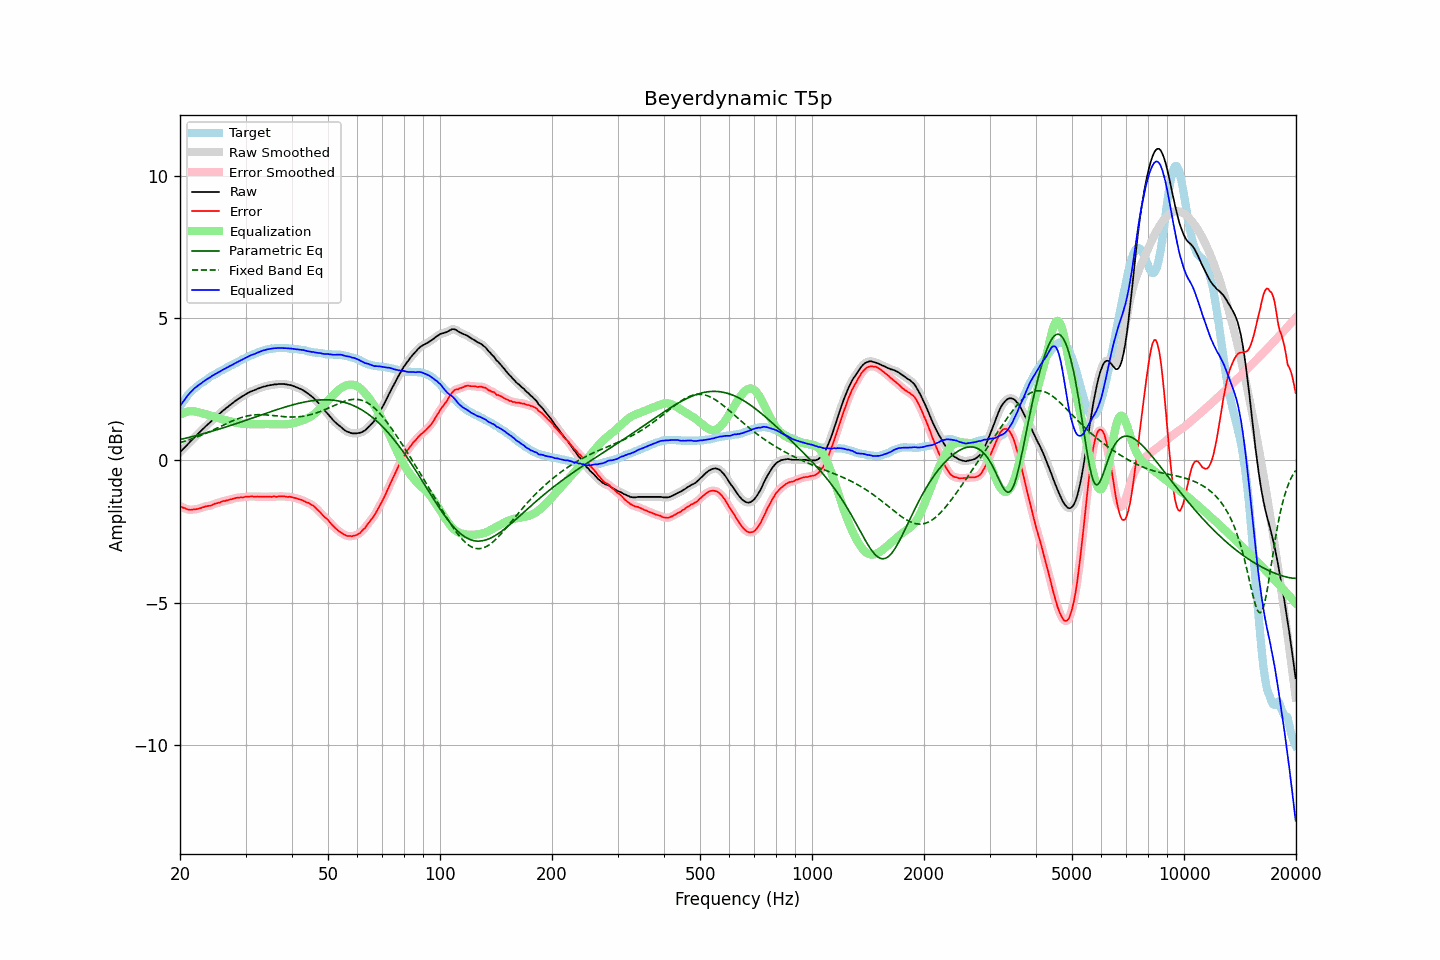 Beyerdynamic T5p
Target
Raw Smoothed
Error Smoothed
Raw
Error
Equalization
Parametric Eq
Fixed Band Eq
Equalized
10
5
0
−5
−10
Amplitude (dBr)
20 50 100 200 500 1000 2000 5000 10000 20000
Frequency (Hz)